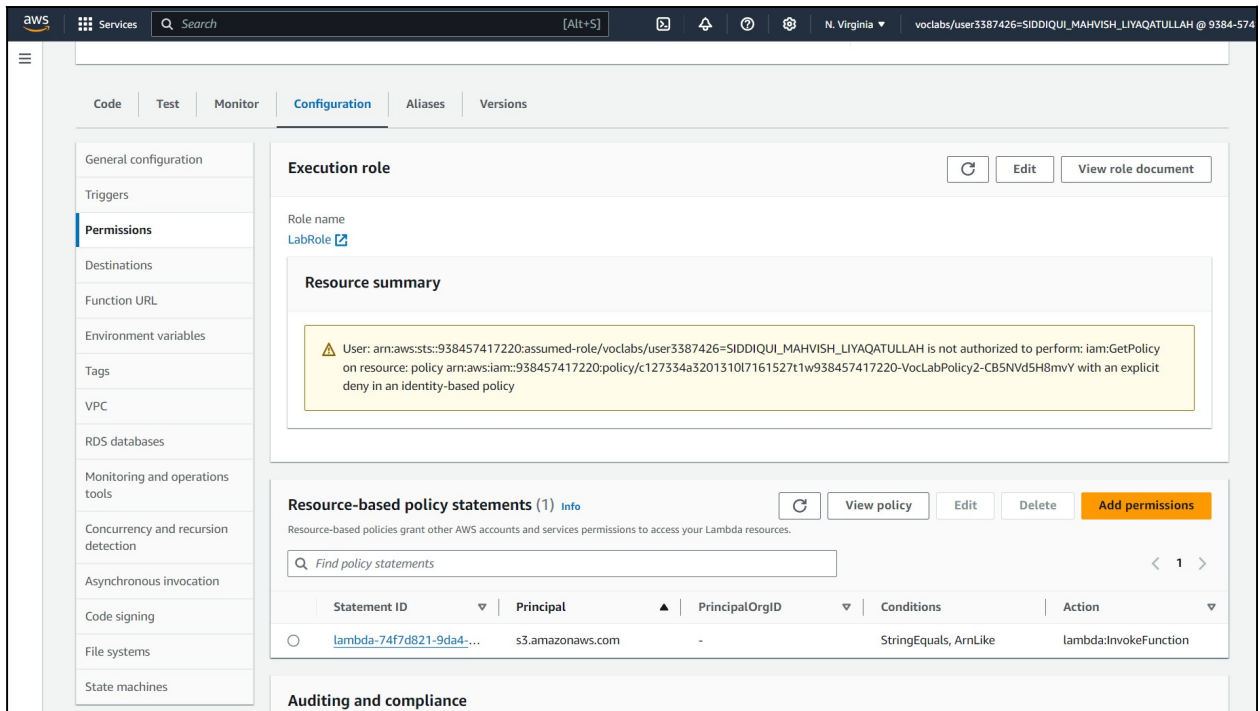 aws
Services
Search
[Alt+S]
N. Virginia
voclabs/user3387426=SIDDIQUI_MAHVISH_LIYAQATULLAH @ 9384-574
Code
Test
Monitor
Configuration
Aliases
Versions
General configuration
Triggers
Permissions
Destinations
Function URL
Environment variables
Tags
VPC
RDS databases
Monitoring and operations
tools
Concurrency and recursion
detection
Asynchronous invocation
Code signing
File systems
State machines
Execution role
Edit
View role document
Role name
LabRole
Resource summary
User: arn:aws:sts::938457417220:assumed-role/voclabs/user3387426=SIDDIQUI_MAHVISH_LIYAQATULLAH is not authorized to perform: iam:GetPolicy
on resource: policy arn:aws:iam::938457417220:policy/c127334a3201310l7161527t1w938457417220-VocLabPolicy2-CB5NVd5H8mvY with an explicit
deny in an identity-based policy
Resource-based policy statements (1) Info
View policy
Edit
Delete
Add permissions
Resource-based policies grant other AWS accounts and services permissions to access your Lambda resources.
Find policy statements
1
Statement ID
Principal
PrincipalOrgID
Conditions
Action
lambda-74f7d821-9da4-...
s3.amazonaws.com
-
StringEquals, ArnLike
lambda:InvokeFunction
Auditing and compliance